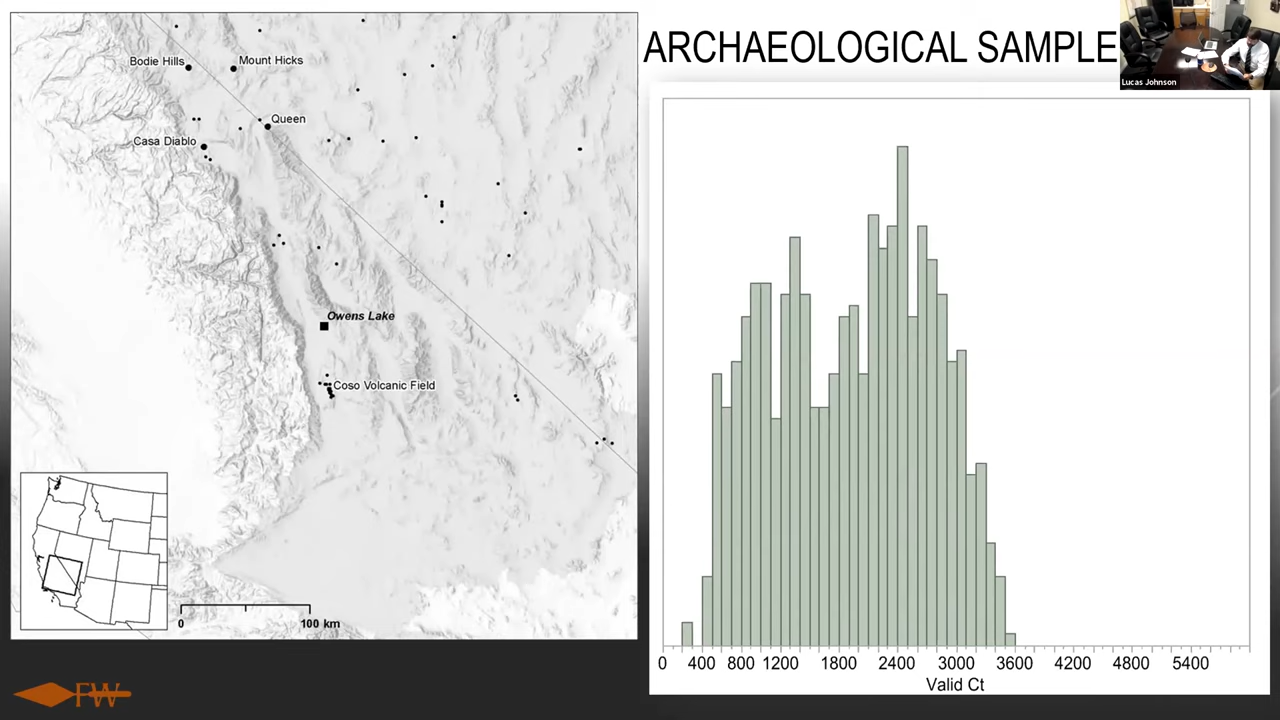 ARCHAEOLOGICAL SAMPLE
Lucas Johnson
Bodie Hills
Mount Hicks
Queen
Casa Diablo
Owens Lake
Coso Volcanic Field
0 100 km
FW
0 400 800 1200 1800 2400 3000 3600 4200 4800 5400
Valid Ct